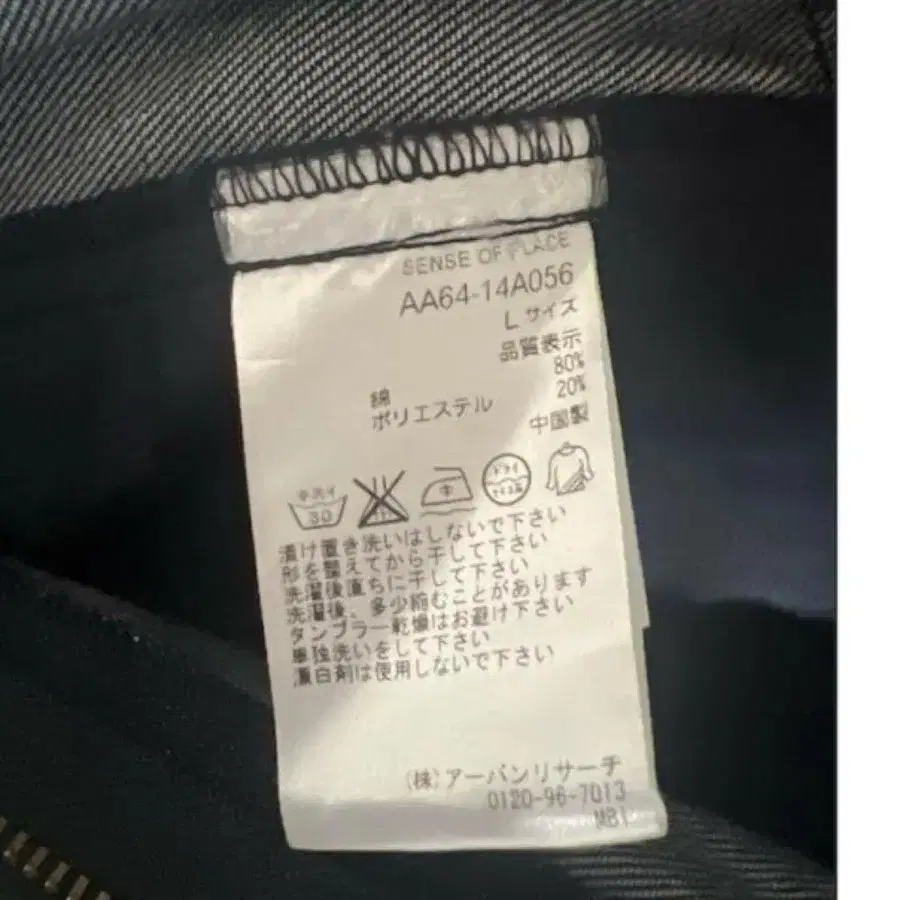 SENSE OF PLACE
AA64-14A056
L サイズ
品質表示
綿 80%
ポリエステル 20%
中国製
手洗イ 30
中
ドライ
漬け置き洗いはしないで下さい
形を整えてから干して下さい
洗濯後直ちに干して下さい
洗濯後、多少縮むことがあります
タンブラー乾燥はお避け下さい
単独洗いをして下さい
漂白剤は使用しないで下さい
(株)アーバンリサーチ
0120-96-7013
MBI